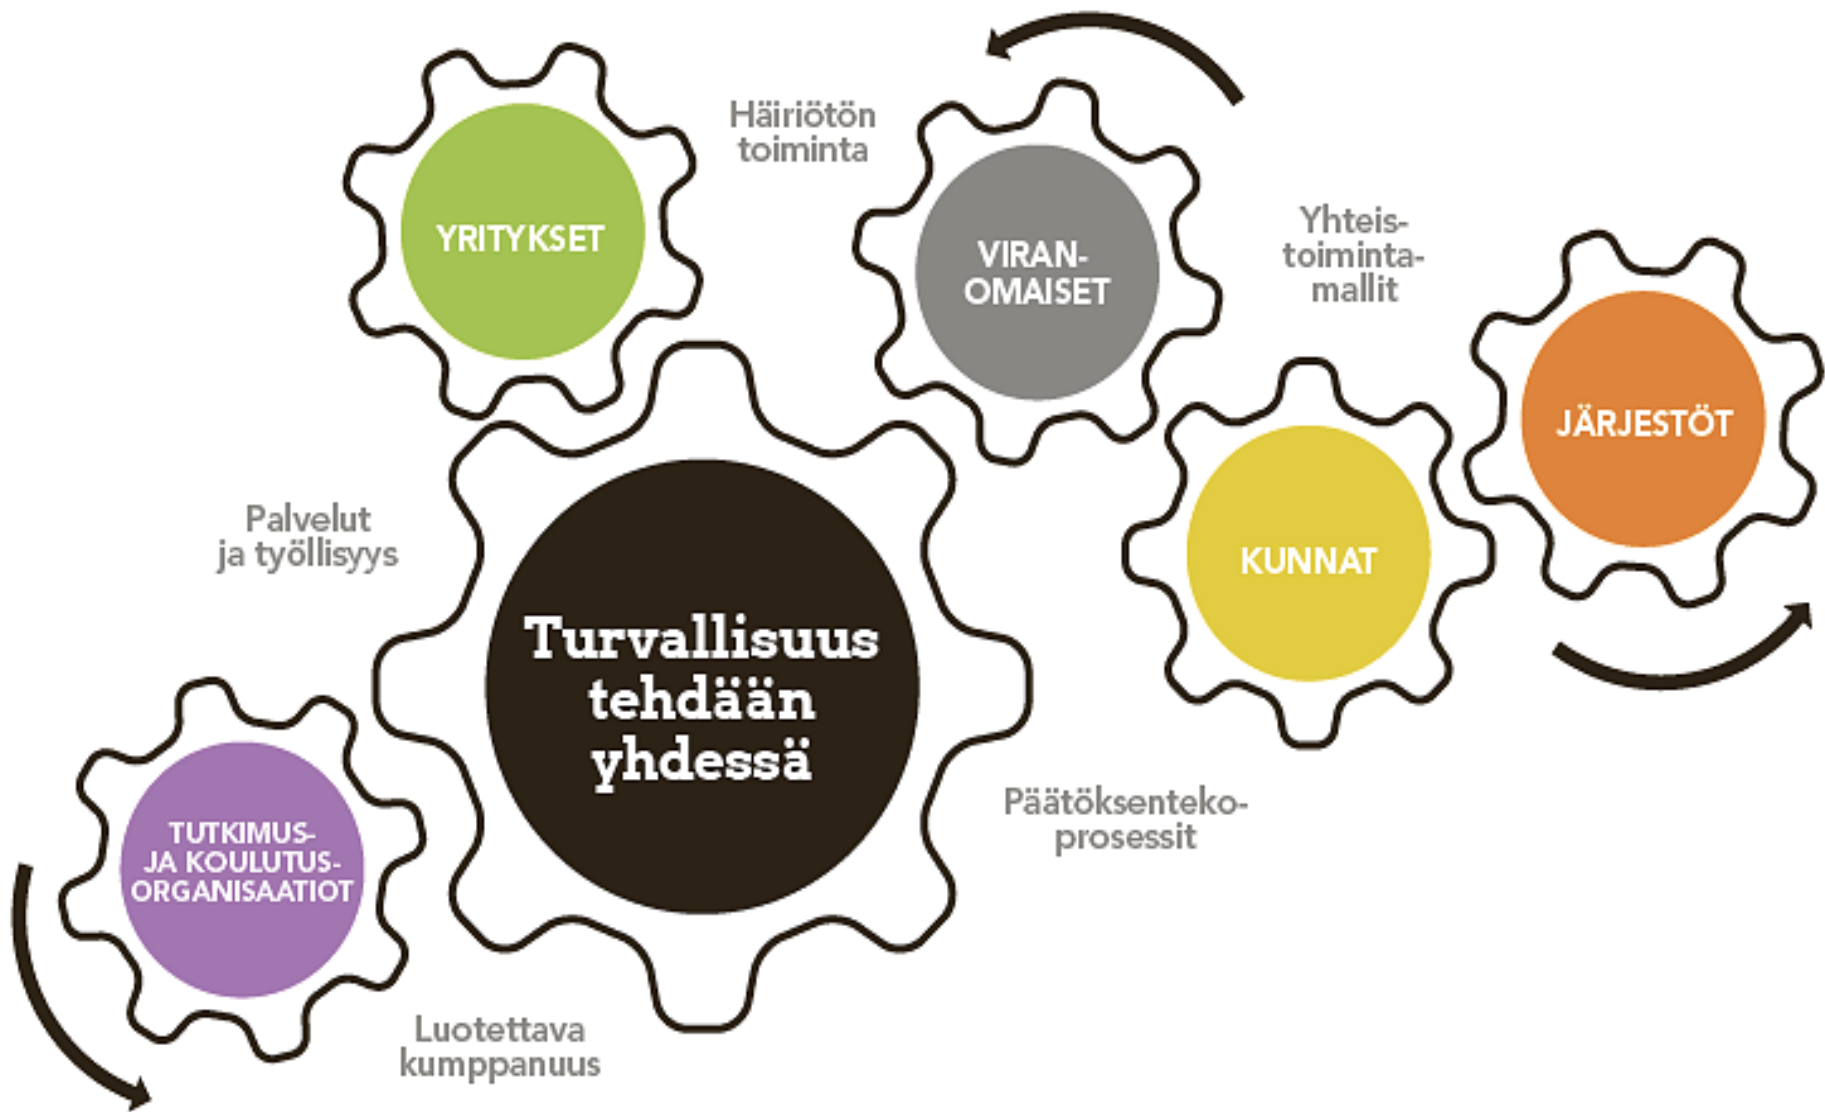 Häiriötön
toiminta
YRITYKSET
VIRAN-
OMAISET
Yhteis-
toiminta-
mallit
JÄRJESTÖT
KUNNAT
Palvelut
ja työllisyys
Turvallisuus
tehdään
yhdessä
Päätöksenteko-
prosessit
TUTKIMUS-
JA KOULUTUS-
ORGANISAATIOT
Luotettava
kumppanuus